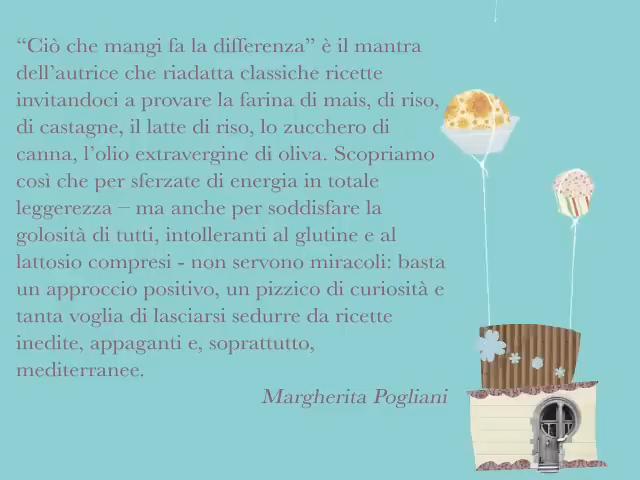 “Ciò che mangi fa la differenza” è il mantra
dell’autrice che riadatta classiche ricette
invitandoci a provare la farina di mais, di riso,
di castagne, il latte di riso, lo zucchero di
canna, l’olio extravergine di oliva. Scopriamo
così che per sferzate di energia in totale
leggerezza – ma anche per soddisfare la
golosità di tutti, intolleranti al glutine e al
lattosio compresi - non servono miracoli: basta
un approccio positivo, un pizzico di curiosità e
tanta voglia di lasciarsi sedurre da ricette
inedite, appaganti e, soprattutto,
mediterranee.
Margherita Pogliani